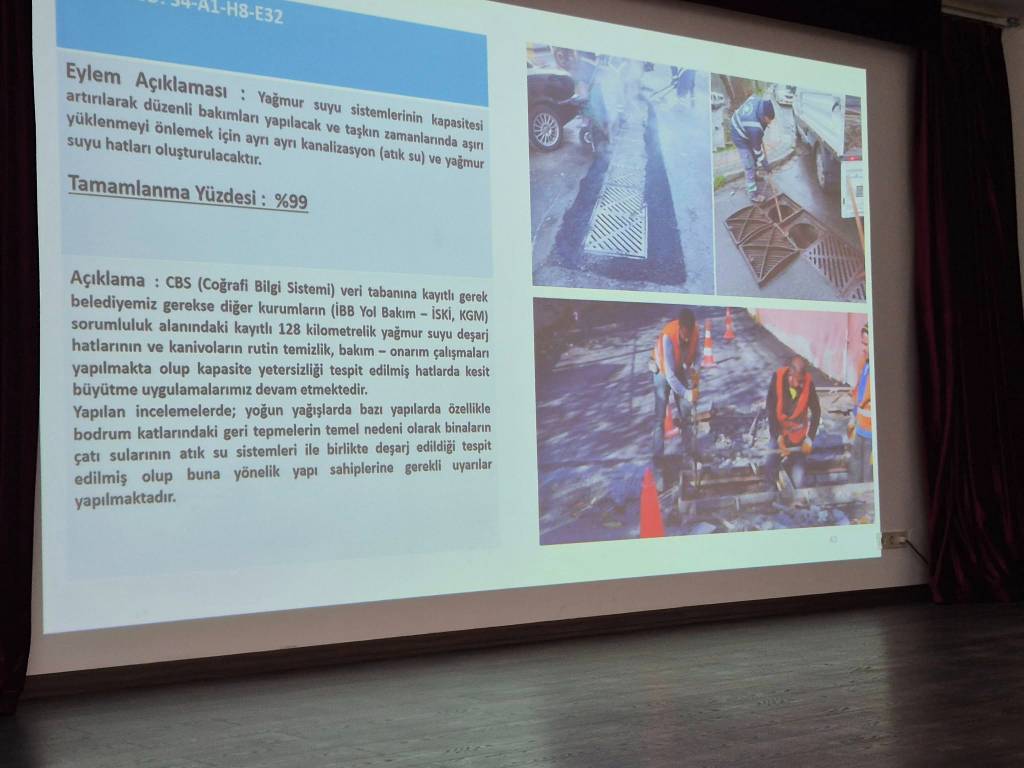 S4-A1-H8-E32
Eylem Açıklaması : Yağmur suyu sistemlerinin kapasitesi
artırılarak düzenli bakımları yapılacak ve taşkın zamanlarında aşırı
yüklenmeyi önlemek için ayrı ayrı kanalizasyon (atık su) ve yağmur
suyu hatları oluşturulacaktır.
Tamamlanma Yüzdesi : %99
Açıklama : CBS (Coğrafi Bilgi Sistemi) veri tabanına kayıtlı gerek
belediyemiz gerekse diğer kurumların (İBB Yol Bakım – İSKİ, KGM)
sorumluluk alanındaki kayıtlı 128 kilometrelik yağmur suyu deşarj
hatlarının ve kanivoların rutin temizlik, bakım – onarım çalışmaları
yapılmakta olup kapasite yetersizliği tespit edilmiş hatlarda kesit
büyütme uygulamalarımız devam etmektedir.
Yapılan incelemelerde; yoğun yağışlarda bazı yapılarda özellikle
bodrum katlarındaki geri tepmelerin temel nedeni olarak binaların
çatı sularının atık su sistemleri ile birlikte deşarj edildiği tespit
edilmiş olup buna yönelik yapı sahiplerine gerekli uyarılar
yapılmaktadır.
43